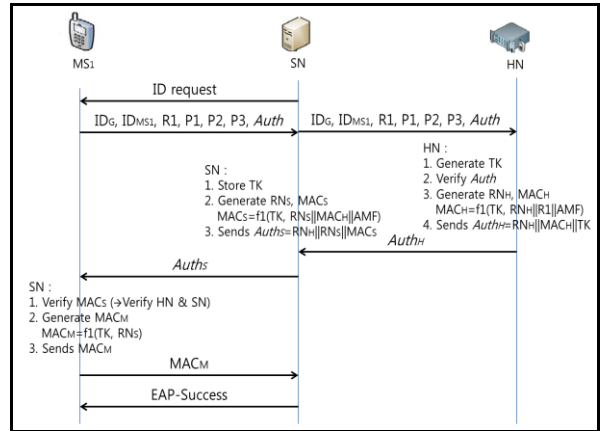 MS1
SN
HN
ID request
IDG, IDMS1, R1, P1, P2, P3, Auth
IDG, IDMS1, R1, P1, P2, P3, Auth
HN :
1. Generate TK
2. Verify Auth
3. Generate RNH, MACH
MACH=f1(TK, RNH||R1||AMF)
4. Sends AuthH=RNH||MACH||TK
SN :
1. Store TK
2. Generate RNs, MACs
MACs=f1(TK, RNs||MACH||AMF)
3. Sends Auths=RNH||RNs||MACs
AuthH
Auths
SN :
1. Verify MACs (→Verify HN & SN)
2. Generate MACM
MACM=f1(TK, RNs)
3. Sends MACM
MACM
EAP-Success